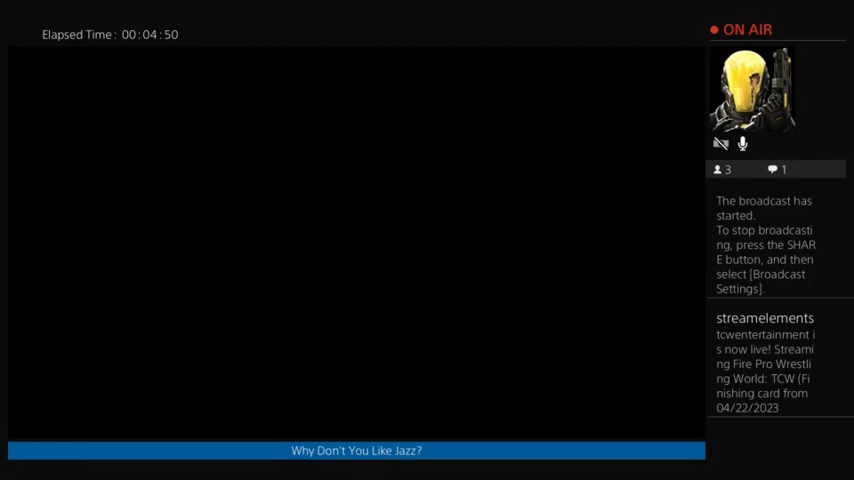 Elapsed Time: 00:04:50
ON AIR
3 1
The broadcast has
started.
To stop broadcasti
ng, press the SHAR
E button, and then
select [Broadcast
Settings].
streamelements
tcwentertainment i
s now live! Streami
ng Fire Pro Wrestli
ng World: TCW (Fi
nishing card from
04/22/2023
Why Don't You Like Jazz?